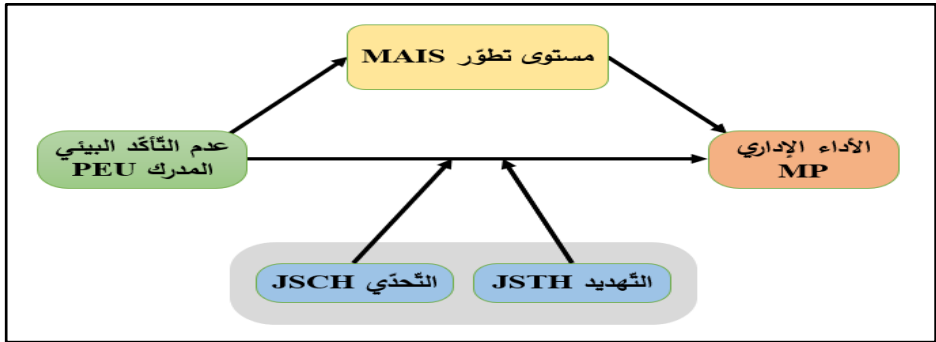 مستوى تطوّر MAIS
عدم التّأكّد البيئي
المدرك PEU
الأداء الإداري
MP
التّهديد JSTH
التّحدّي JSCH